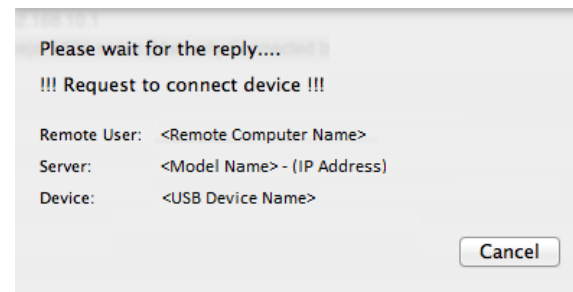 Please wait for the reply....
!!! Request to connect device !!!
Remote User: <Remote Computer Name>
Server: <Model Name> - (IP Address)
Device: <USB Device Name>
Cancel